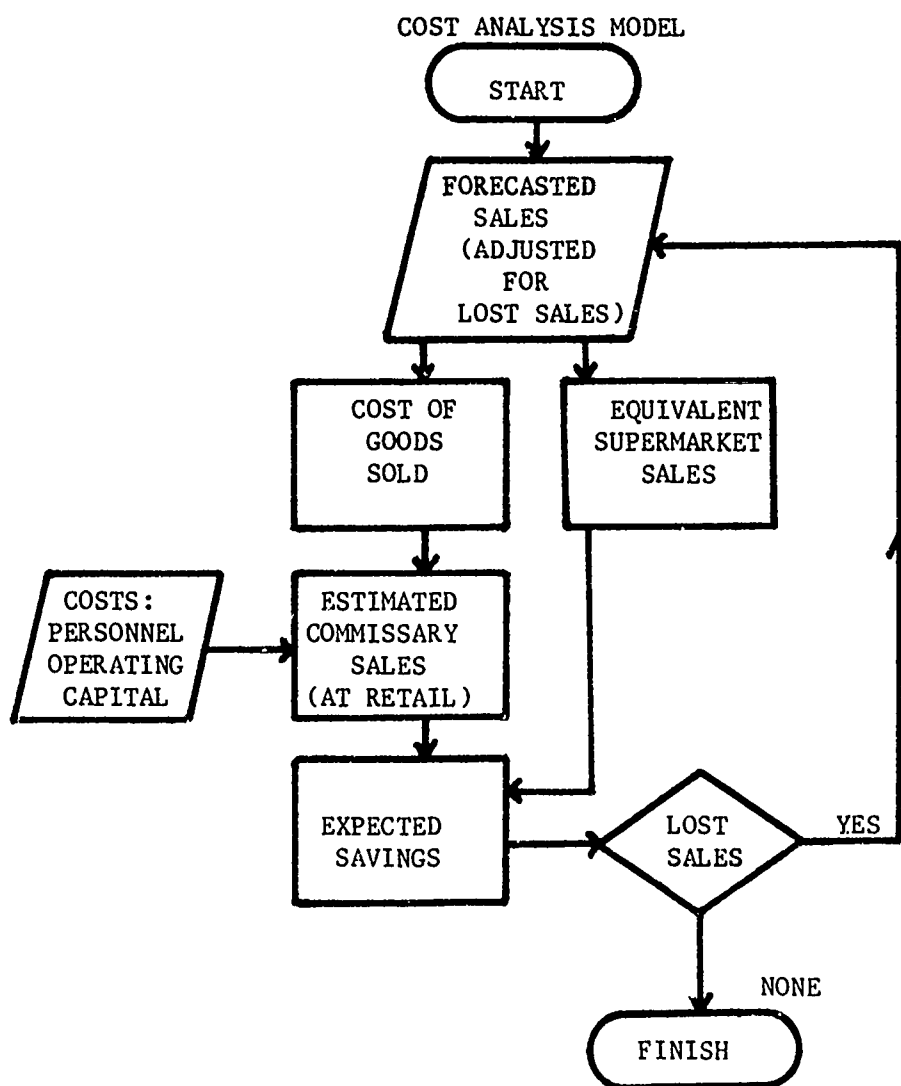 COST ANALYSIS MODEL
START
FORECASTED
SALES
(ADJUSTED
FOR
LOST SALES)
COST OF
GOODS
SOLD
EQUIVALENT
SUPERMARKET
SALES
COSTS:
PERSONNEL
OPERATING
CAPITAL
ESTIMATED
COMMISSARY
SALES
(AT RETAIL)
EXPECTED
SAVINGS
LOST
SALES
YES
NONE
FINISH